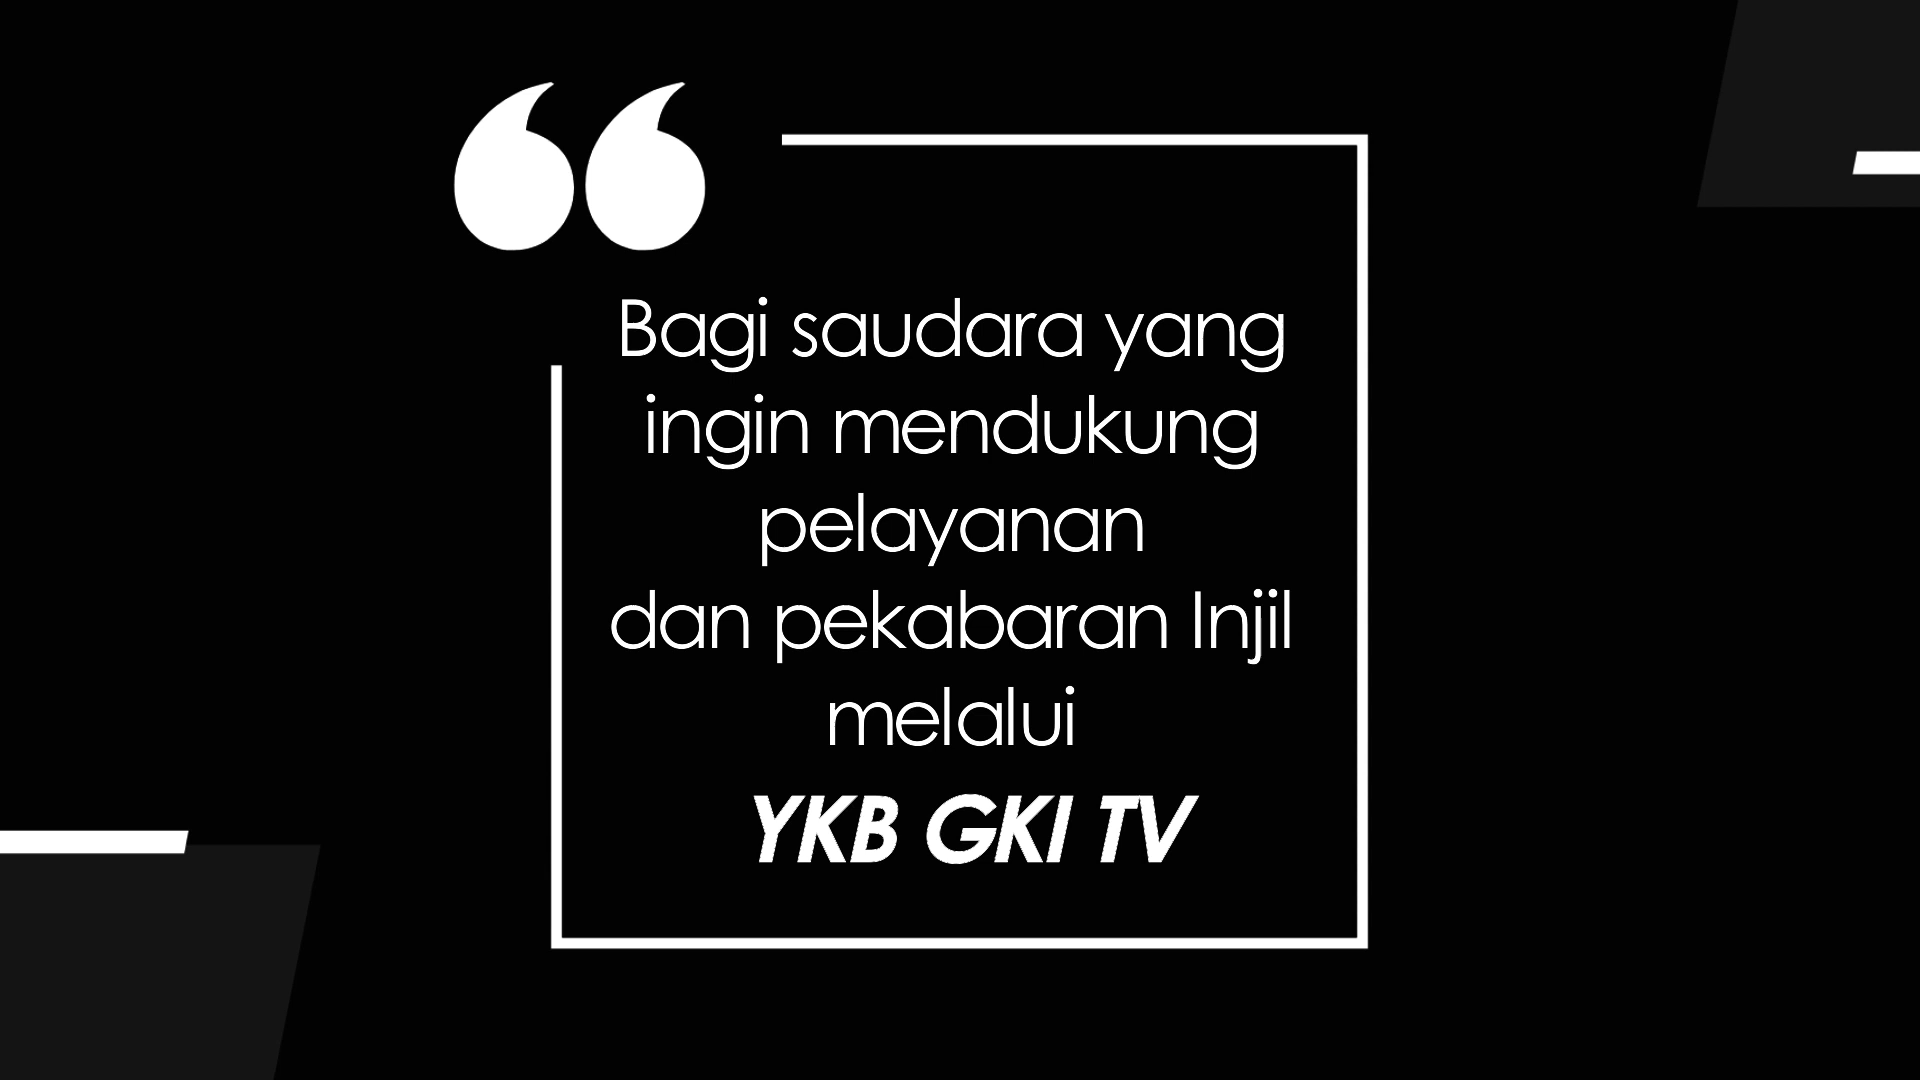 Bagi saudara yang
ingin mendukung
pelayanan
dan pekabaran Injil
melalui
YKB GKI TV